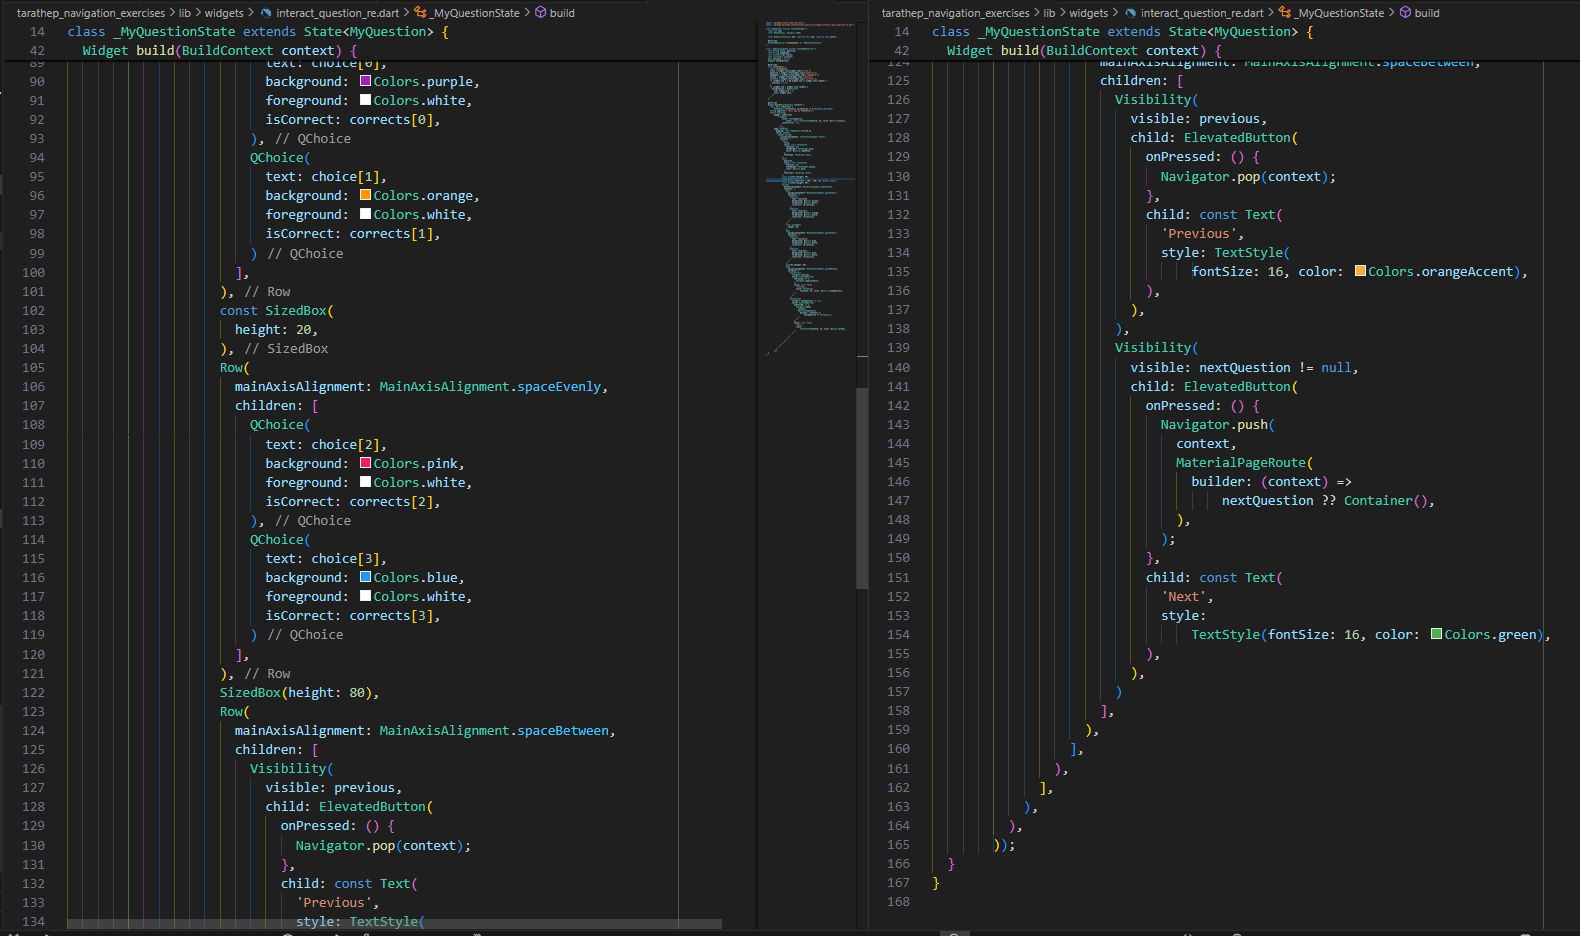 tarathep_navigation_exercises > lib > widgets > interact_question_re.dart > _MyQuestionState > build
14 class _MyQuestionState extends State<MyQuestion> {
42 Widget build(BuildContext context) {
89 text: choice[0],
90 background: Colors.purple,
91 foreground: Colors.white,
92 isCorrect: corrects[0],
93 ), // QChoice
94 QChoice(
95 text: choice[1],
96 background: Colors.orange,
97 foreground: Colors.white,
98 isCorrect: corrects[1],
99 ) // QChoice
100 ],
101 ), // Row
102 const SizedBox(
103 height: 20,
104 ), // SizedBox
105 Row(
106 mainAxisAlignment: MainAxisAlignment.spaceEvenly,
107 children: [
108 QChoice(
109 text: choice[2],
110 background: Colors.pink,
111 foreground: Colors.white,
112 isCorrect: corrects[2],
113 ), // QChoice
114 QChoice(
115 text: choice[3],
116 background: Colors.blue,
117 foreground: Colors.white,
118 isCorrect: corrects[3],
119 ) // QChoice
120 ],
121 ), // Row
122 SizedBox(height: 80),
123 Row(
124 mainAxisAlignment: MainAxisAlignment.spaceBetween,
125 children: [
126 Visibility(
127 visible: previous,
128 child: ElevatedButton(
129 onPressed: () {
130 Navigator.pop(context);
131 },
132 child: const Text(
133 'Previous',
134 style: TextStyle(
tarathep_navigation_exercises > lib > widgets > interact_question_re.dart > _MyQuestionState > build
14 class _MyQuestionState extends State<MyQuestion> {
42 Widget build(BuildContext context) {
124 mainAxisAlignment: MainAxisAlignment.spaceBetween,
125 children: [
126 Visibility(
127 visible: previous,
128 child: ElevatedButton(
129 onPressed: () {
130 Navigator.pop(context);
131 },
132 child: const Text(
133 'Previous',
134 style: TextStyle(
135 fontSize: 16, color: Colors.orangeAccent),
136 ),
137 ),
138 ),
139 Visibility(
140 visible: nextQuestion != null,
141 child: ElevatedButton(
142 onPressed: () {
143 Navigator.push(
144 context,
145 MaterialPageRoute(
146 builder: (context) =>
147 nextQuestion ?? Container(),
148 ),
149 );
150 },
151 child: const Text(
152 'Next',
153 style:
154 TextStyle(fontSize: 16, color: Colors.green),
155 ),
156 ),
157 )
158 ],
159 ),
160 ],
161 ),
162 ],
163 ),
164 ),
165 ));
166 }
167 }
168